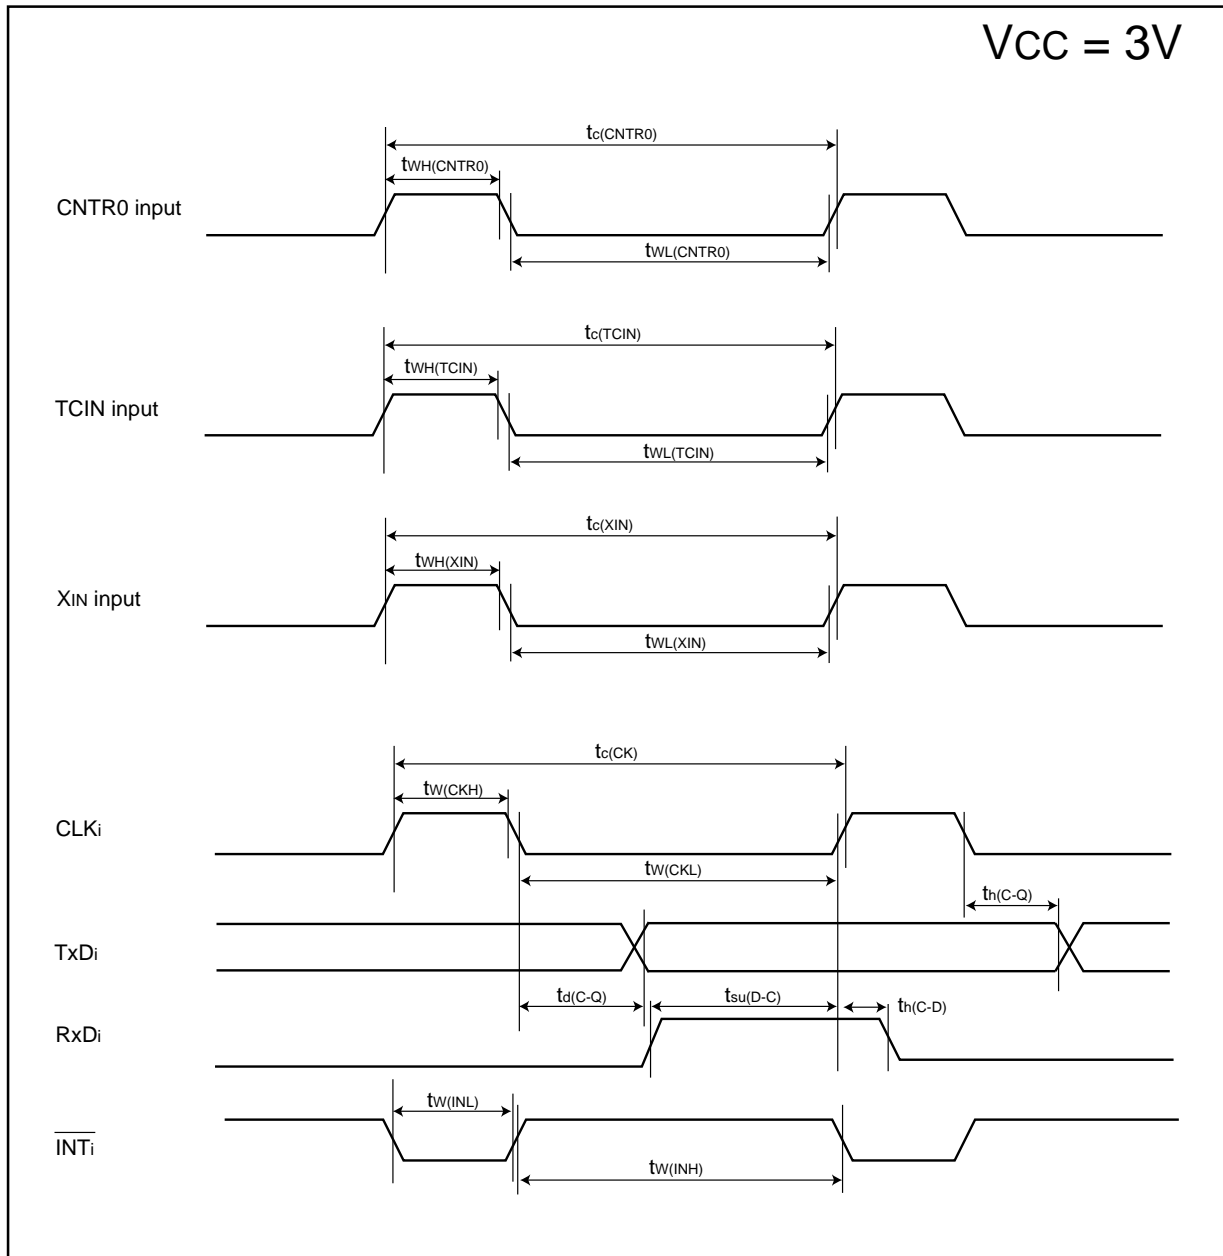 VCC = 3V
tc(CNTR0)
tWH(CNTR0)
CNTR0 input
tWL(CNTR0)
tc(TCIN)
tWH(TCIN)
TCIN input
tWL(TCIN)
tc(XIN)
tWH(XIN)
XIN input
tWL(XIN)
tc(CK)
tW(CKH)
CLKi
tW(CKL)
th(C-Q)
TxDi
td(C-Q)
tsu(D-C)
th(C-D)
RxDi
tW(INL)
INTi
tW(INH)